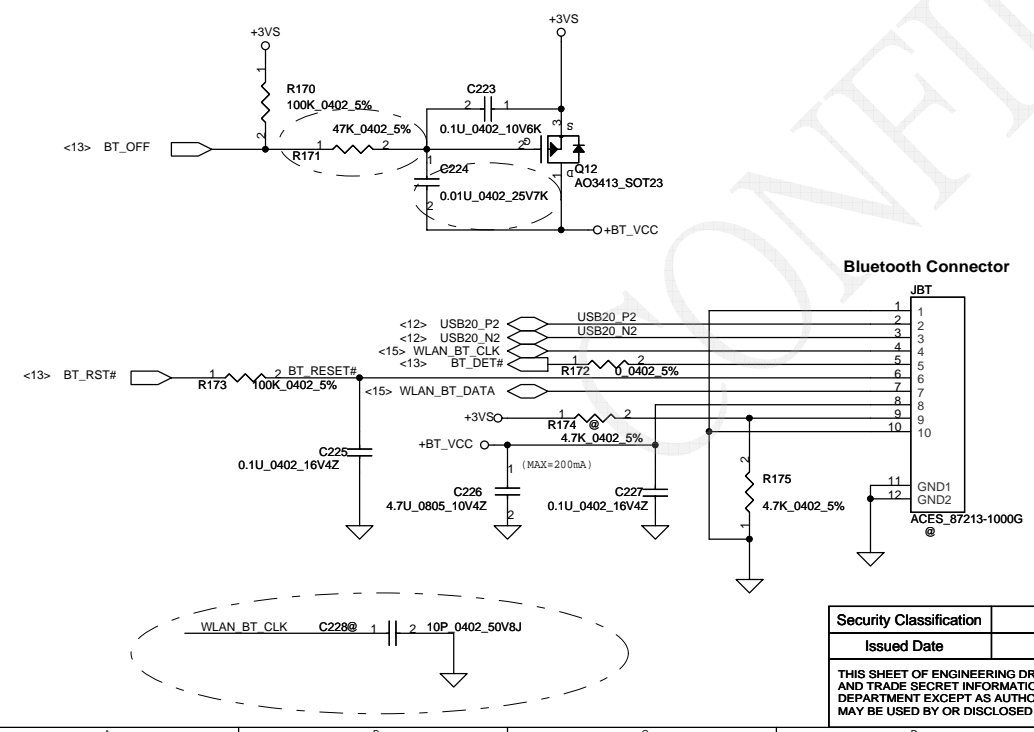 +3VS
+3VS
1
R170
100K_0402_5%
2
C223
2 1
0.1U_0402_10V6K
47K_0402_5%
<13> BT_OFF
1 2
R171
3
S
2
G
1
D
Q12
AO3413_SOT23
1
C224
0.01U_0402_25V7K
2
+BT_VCC
Bluetooth Connector
JBT
1 1
<12> USB20_P2 USB20_P2 2 2
<12> USB20_N2 USB20_N2 3 3
<15> WLAN_BT_CLK 4 4
<13> BT_DET# 1 2 5 5
R172 0_0402_5%
<13> BT_RST# 1 2 BT_RESET# 6 6
R173 100K_0402_5%
<15> WLAN_BT_DATA 7 7
8 8
+3VS 1 2 9 9
R174 @
4.7K_0402_5%
10 10
+BT_VCC
(MAX=200mA)
C225
0.1U_0402_16V4Z
1
C226
4.7U_0805_10V4Z
2
C227
0.1U_0402_16V4Z
2
R175
4.7K_0402_5%
1
11 GND1
12 GND2
ACES_87213-1000G
@
WLAN_BT_CLK C228@ 1 2 10P_0402_50V8J
Security Classification
Issued Date
THIS SHEET OF ENGINEERING DR
AND TRADE SECRET INFORMATIO
DEPARTMENT EXCEPT AS AUTHO
MAY BE USED BY OR DISCLOSED